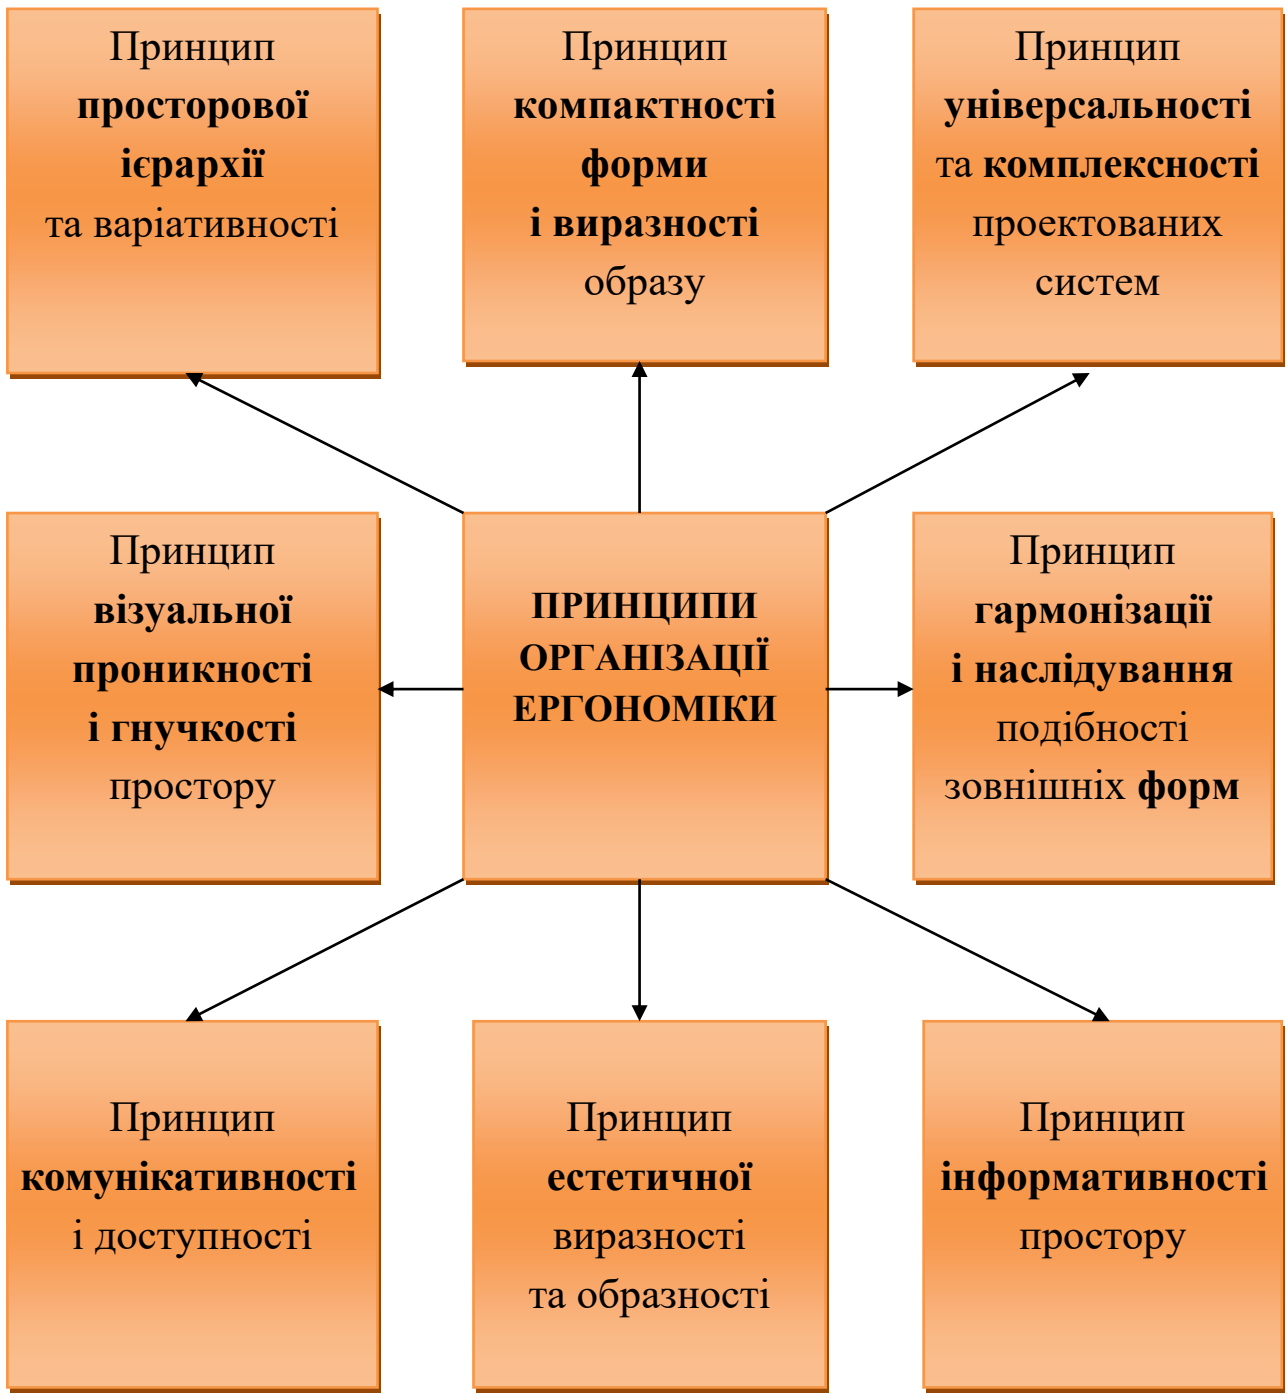 Принцип
просторової
ієрархії
та варіативності
Принцип
компактності
форми
і виразності
образу
Принцип
універсальності
та комплексності
проектованих
систем
Принцип
візуальної
проникності
і гнучкості
простору
ПРИНЦИПИ
ОРГАНІЗАЦІЇ
ЕРГОНОМІКИ
Принцип
гармонізації
і наслідування
подібності
зовнішніх форм
Принцип
комунікативності
і доступності
Принцип
естетичної
виразності
та образності
Принцип
інформативності
простору